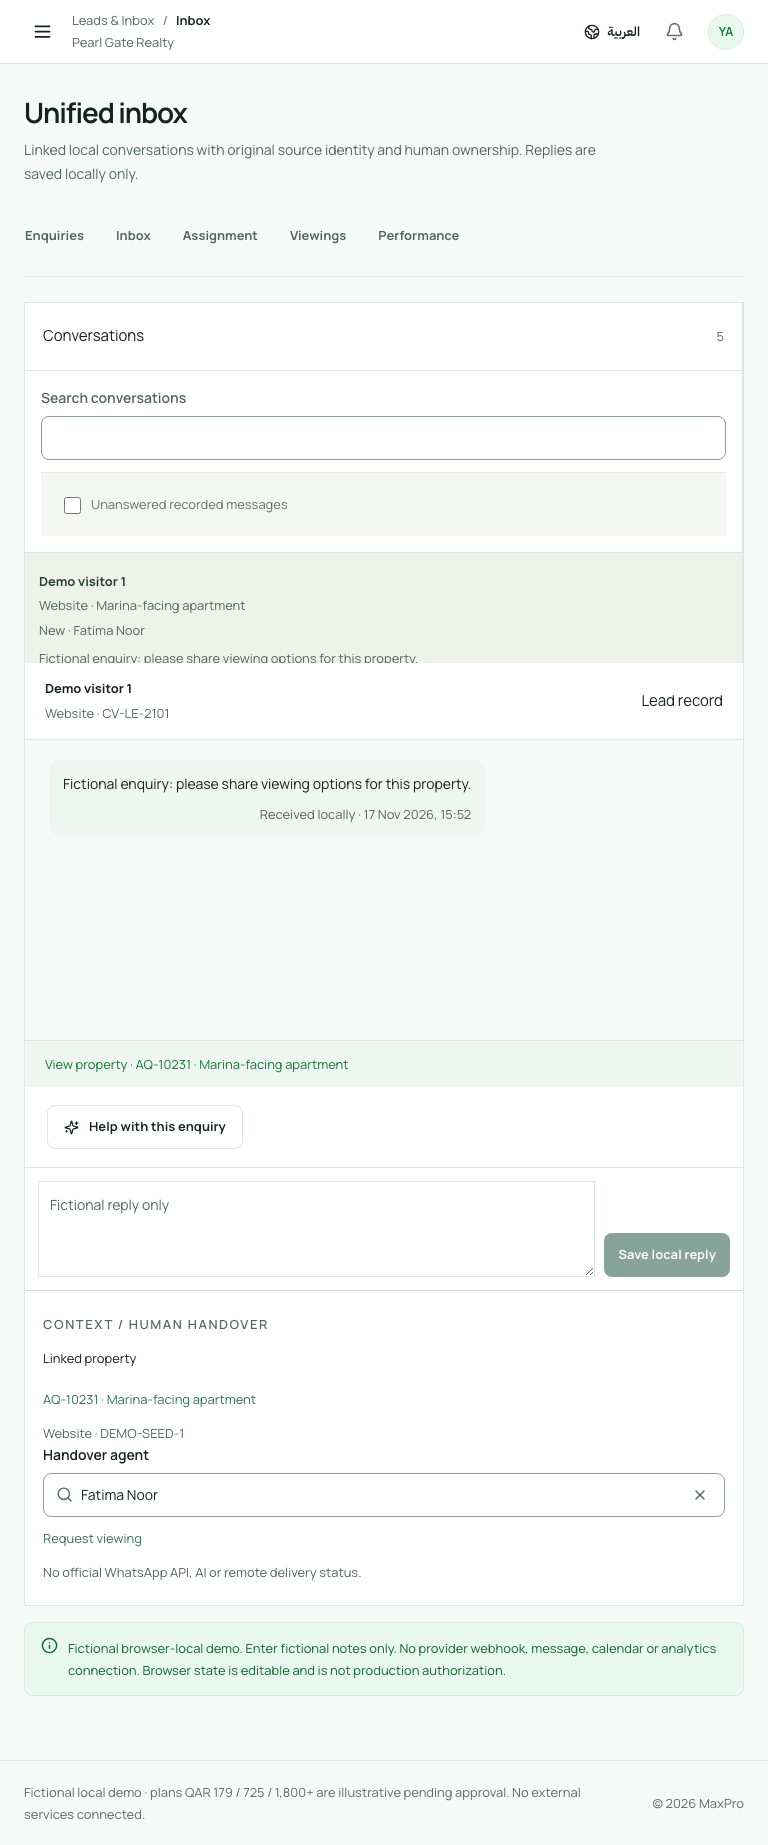 Leads & Inbox / Inbox
Pearl Gate Realty
العربية
YA
Unified inbox
Linked local conversations with original source identity and human ownership. Replies are
saved locally only.
Enquiries Inbox Assignment Viewings Performance
Conversations 5
Search conversations
Unanswered recorded messages
Demo visitor 1
Website · Marina-facing apartment
New · Fatima Noor
Fictional enquiry: please share viewing options for this property.
Demo visitor 1
Website · CV-LE-2101
Lead record
Fictional enquiry: please share viewing options for this property.
Received locally · 17 Nov 2026, 15:52
View property · AQ-10231 · Marina-facing apartment
Help with this enquiry
Fictional reply only
Save local reply
CONTEXT / HUMAN HANDOVER
Linked property
AQ-10231 · Marina-facing apartment
Website · DEMO-SEED-1
Handover agent
Fatima Noor
Request viewing
No official WhatsApp API, AI or remote delivery status.
Fictional browser-local demo. Enter fictional notes only. No provider webhook, message, calendar or analytics
connection. Browser state is editable and is not production authorization.
Fictional local demo · plans QAR 179 / 725 / 1,800+ are illustrative pending approval. No external
services connected.
© 2026 MaxPro